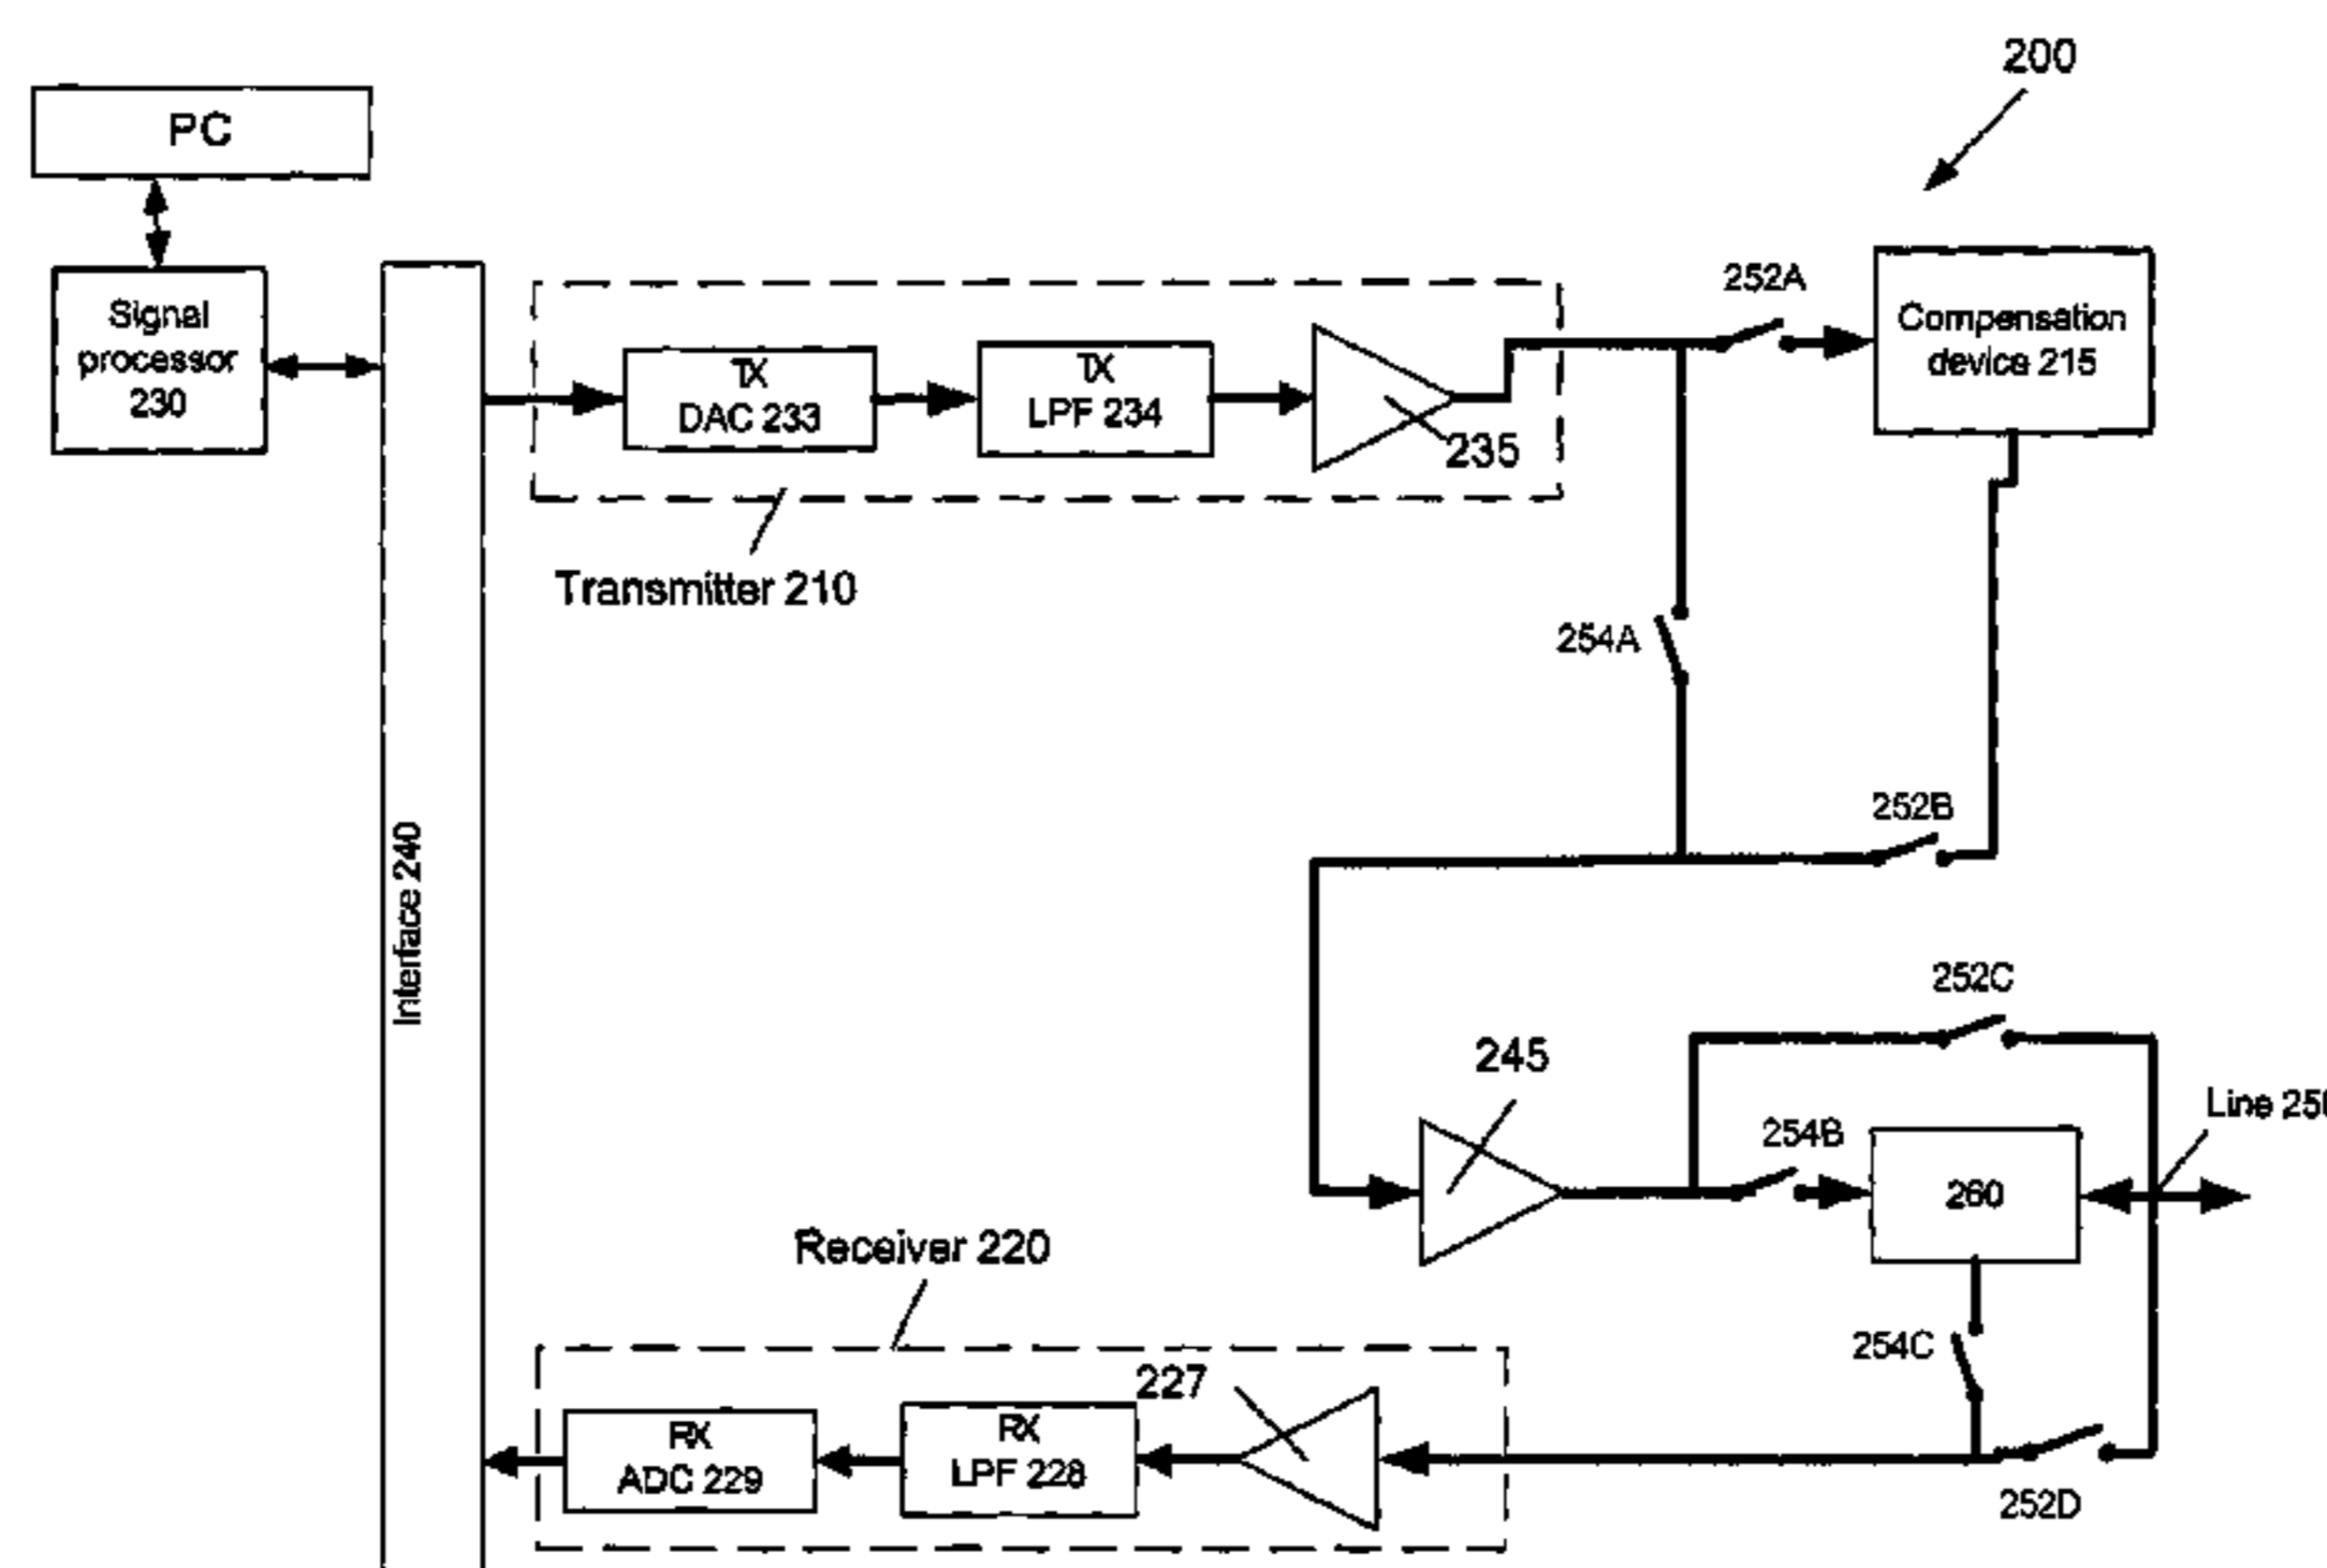 200
PC
Signal
processor
230
252A
Compensation
device 215
TX
DAC 233
TX
LPF 234
235
Transmitter 210
254A
252B
Interface 240
252C
245
Line
254B
260
Receiver 220
254C
227
RX
ADC 229
RX
LPF 228
252D